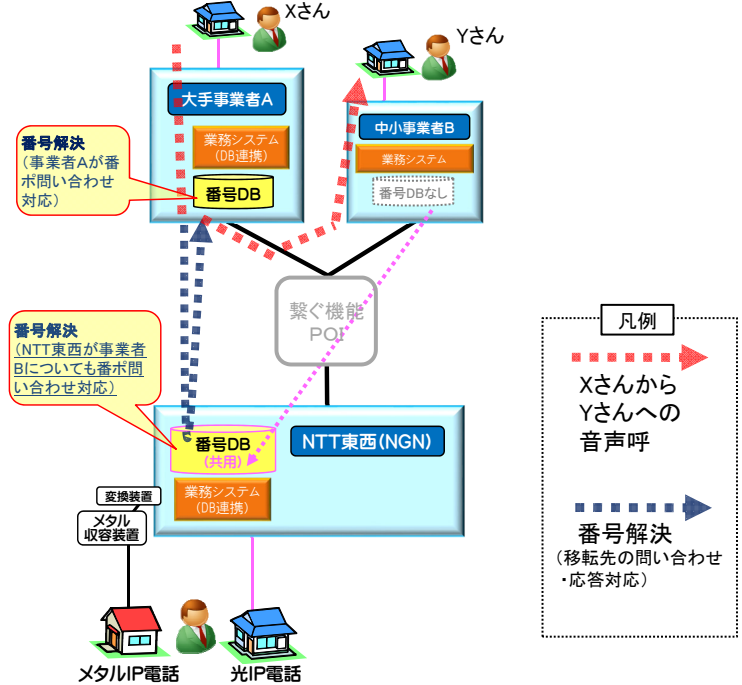 Xさん
Yさん
大手事業者A
業務システム
(DB連携)
番号DB
中小事業者B
業務システム
番号DBなし
番号解決
(事業者Aが番
ポ問い合わせ
対応)
繋ぐ機能
POI
番号解決
(NTT東西が事業者
Bについても番ポ問
い合わせ対応)
番号DB
(共用)
NTT東西(NGN)
業務システム
(DB連携)
変換装置
メタル
収容装置
メタルIP電話
光IP電話
凡例
Xさんから
Yさんへの
音声呼
番号解決
(移転先の問い合わせ
・応答対応)